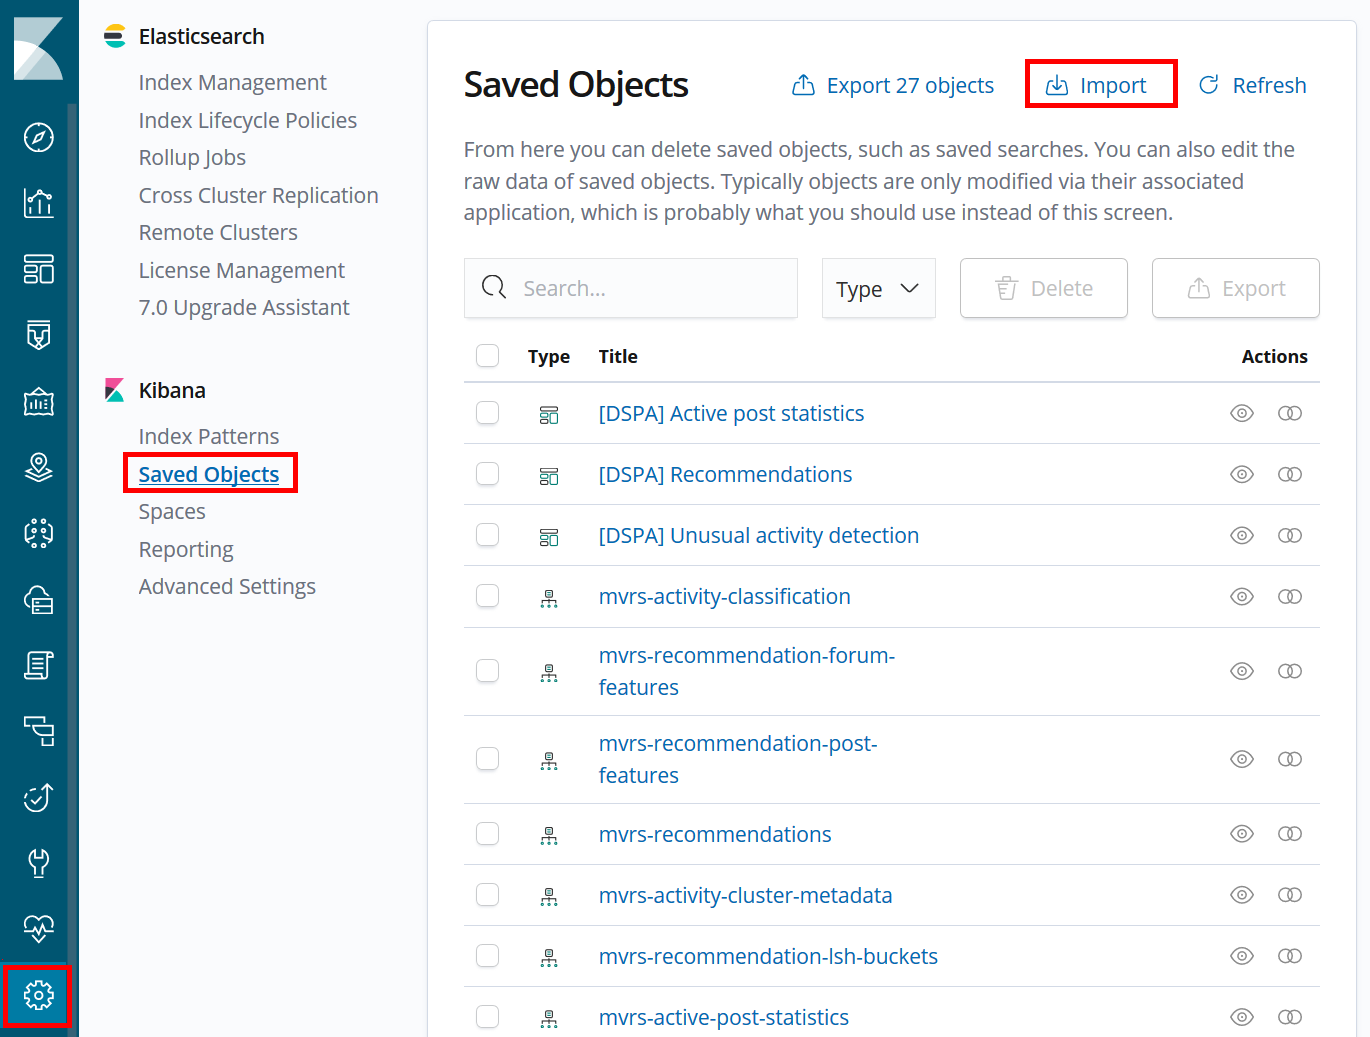 Elasticsearch
Index Management
Index Lifecycle Policies
Rollup Jobs
Cross Cluster Replication
Remote Clusters
License Management
7.0 Upgrade Assistant
Kibana
Index Patterns
Saved Objects
Spaces
Reporting
Advanced Settings
Saved Objects
Export 27 objects
Import
Refresh
From here you can delete saved objects, such as saved searches. You can also edit the
raw data of saved objects. Typically objects are only modified via their associated
application, which is probably what you should use instead of this screen.
Search...
Type
Delete
Export
Type Title Actions
[DSPA] Active post statistics
[DSPA] Recommendations
[DSPA] Unusual activity detection
mvrs-activity-classification
mvrs-recommendation-forum-
features
mvrs-recommendation-post-
features
mvrs-recommendations
mvrs-activity-cluster-metadata
mvrs-recommendation-lsh-buckets
mvrs-active-post-statistics